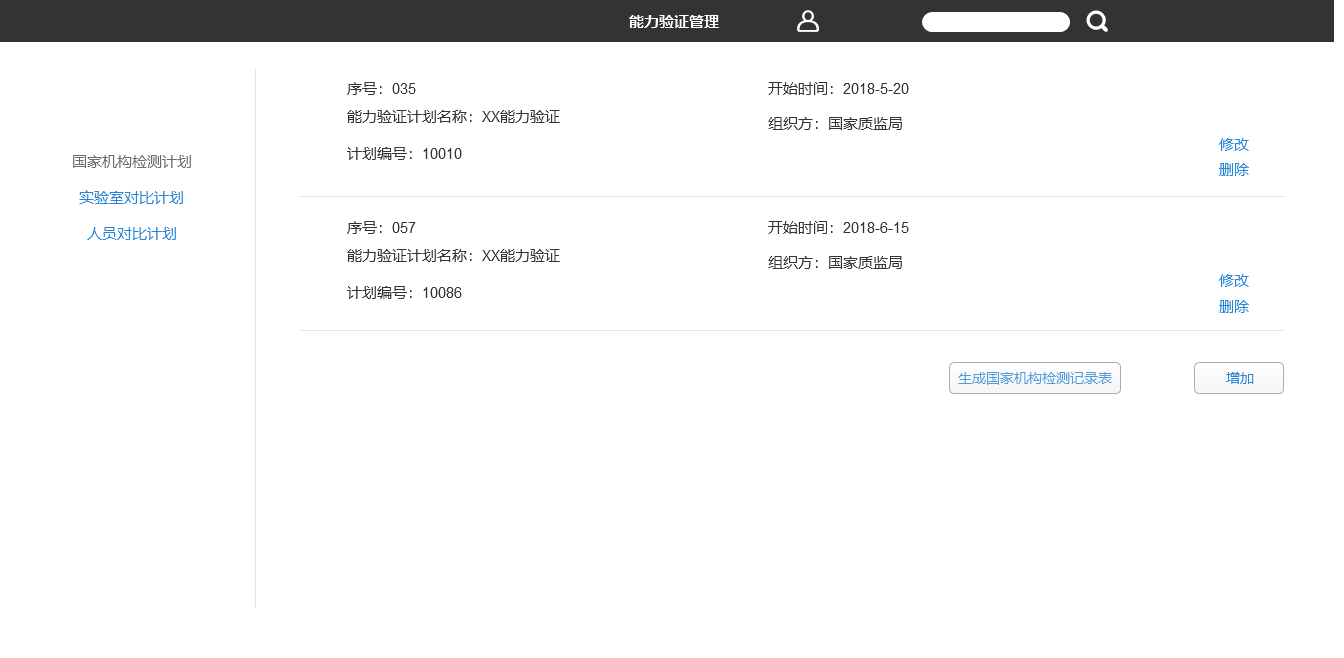 能力验证管理
国家机构检测计划
实验室对比计划
人员对比计划
序号：035
开始时间：2018-5-20
能力验证计划名称：XX能力验证
组织方：国家质监局
计划编号：10010
修改
删除
序号：057
开始时间：2018-6-15
能力验证计划名称：XX能力验证
组织方：国家质监局
计划编号：10086
修改
删除
生成国家机构检测记录表
增加